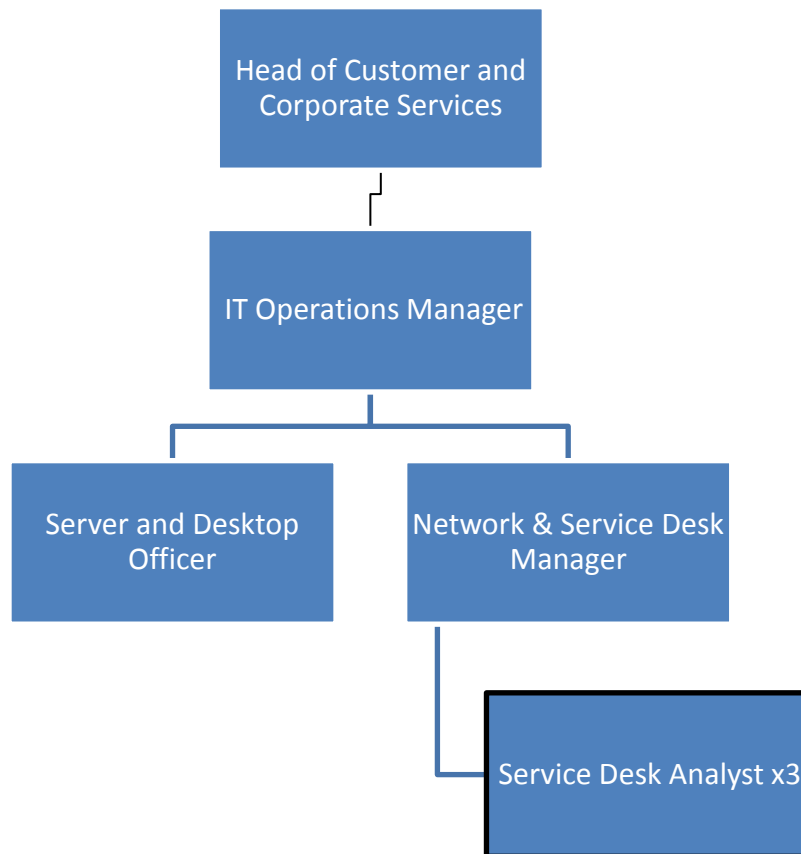 Head of Customer and
Corporate Services
IT Operations Manager
Server and Desktop
Officer
Network & Service Desk
Manager
Service Desk Analyst x3